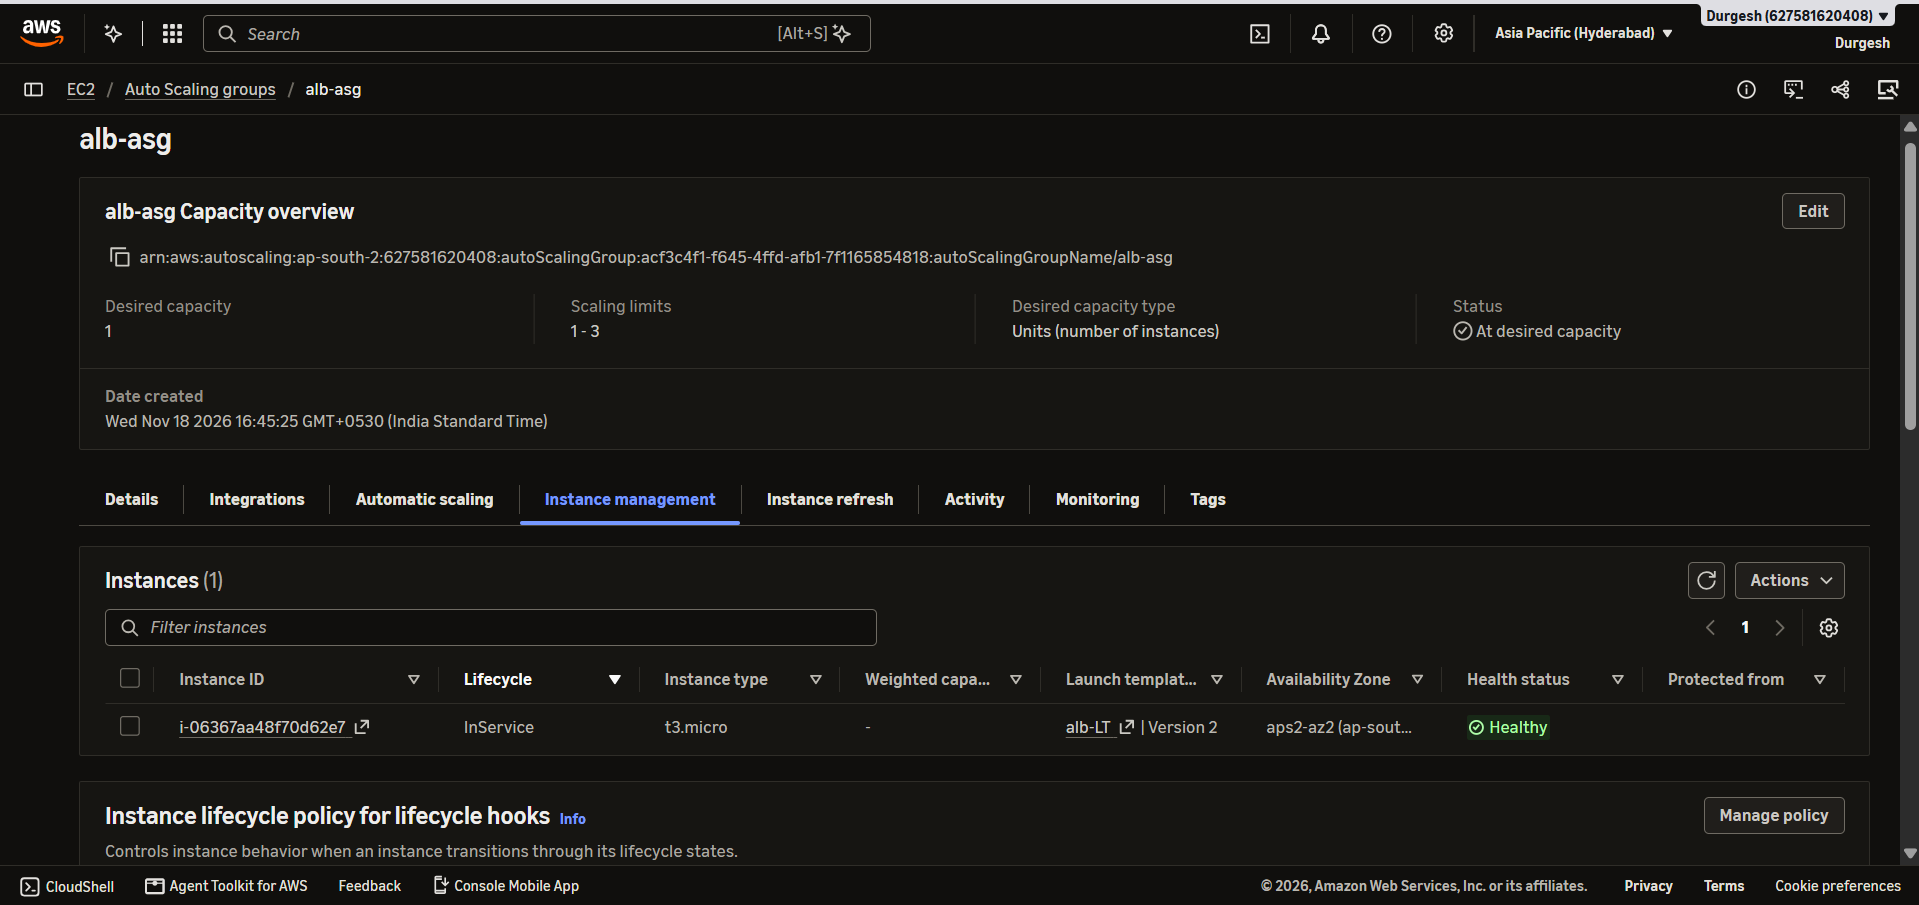 aws
Search [Alt+S]
Asia Pacific (Hyderabad)
Durgesh (627581620408)
Durgesh
EC2 / Auto Scaling groups / alb-asg
alb-asg
alb-asg Capacity overview
Edit
arn:aws:autoscaling:ap-south-2:627581620408:autoScalingGroup:acf3c4f1-f645-4ffd-afb1-7f1165854818:autoScalingGroupName/alb-asg
Desired capacity Scaling limits Desired capacity type Status
1 1 - 3 Units (number of instances) At desired capacity
Date created
Wed Nov 18 2026 16:45:25 GMT+0530 (India Standard Time)
Details Integrations Automatic scaling Instance management Instance refresh Activity Monitoring Tags
Instances (1)
Actions
Filter instances
1
Instance ID Lifecycle Instance type Weighted capa... Launch templat... Availability Zone Health status Protected from
i-06367aa48f70d62e7 InService t3.micro - alb-LT | Version 2 aps2-az2 (ap-sout... Healthy
Instance lifecycle policy for lifecycle hooks Info
Manage policy
Controls instance behavior when an instance transitions through its lifecycle states.
CloudShell Agent Toolkit for AWS Feedback Console Mobile App © 2026, Amazon Web Services, Inc. or its affiliates. Privacy Terms Cookie preferences